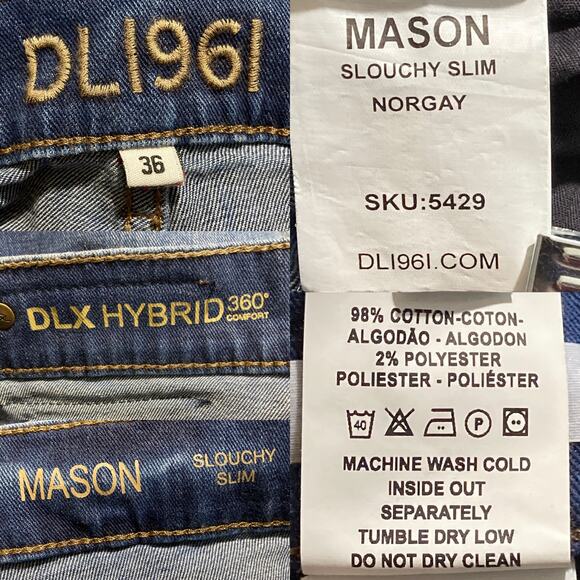 DL1961
36
DLX HYBRID 360°
COMFORT
MASON SLOUCHY
SLIM
MASON
SLOUCHY SLIM
NORGAY
SKU:5429
DL1961.COM
98% COTTON-COTON-
ALGODÃO - ALGODON
2% POLYESTER
POLIESTER - POLIÉSTER
40 P
MACHINE WASH COLD
INSIDE OUT
SEPARATELY
TUMBLE DRY LOW
DO NOT DRY CLEAN